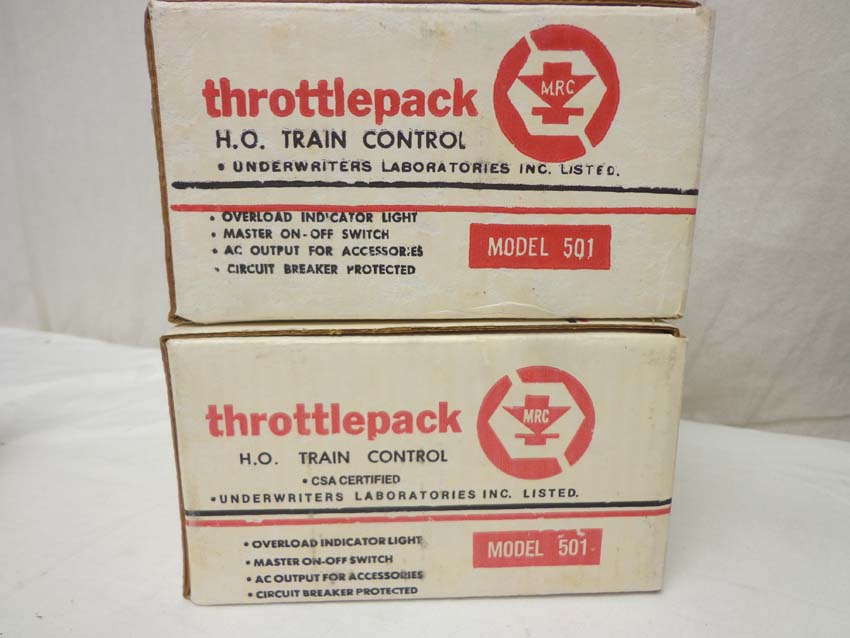 throttlepack
MRC
H.O. TRAIN CONTROL
• UNDERWRITERS LABORATORIES INC. LISTED.
• OVERLOAD INDICATOR LIGHT
• MASTER ON-OFF SWITCH
• AC OUTPUT FOR ACCESSORIES
• CIRCUIT BREAKER PROTECTED
MODEL 501
throttlepack
MRC
H.O. TRAIN CONTROL
• CSA CERTIFIED
• UNDERWRITERS LABORATORIES INC. LISTED.
• OVERLOAD INDICATOR LIGHT
• MASTER ON-OFF SWITCH
• AC OUTPUT FOR ACCESSORIES
• CIRCUIT BREAKER PROTECTED
MODEL 501